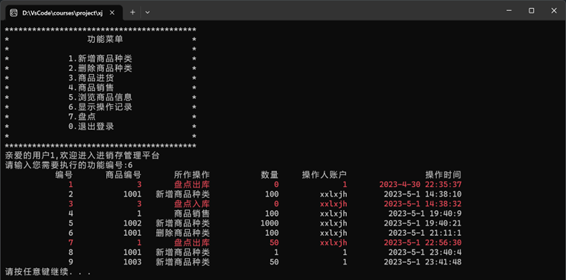 D:\VsCode\courses\project\xj
******************************************
* 功能菜单 *
* *
* 1.新增商品种类 *
* 2.删除商品种类 *
* 3.商品进货 *
* 4.商品销售 *
* 5.浏览商品信息 *
* 6.显示操作记录 *
* 7.盘点 *
* 0.退出登录 *
* *
******************************************
亲爱的用户1,欢迎进入进销存管理平台
请输入您需要执行的功能编号:6
编号 商品编号 所作操作 数量 操作人账户 操作时间
1 3 盘点出库 0 1 2023-4-30 22:35:37
2 1001 新增商品种类 100 xxlxjh 2023-5-1 14:38:10
3 3 盘点入库 0 xxlxjh 2023-5-1 14:38:32
4 1 商品销售 100 xxlxjh 2023-5-1 19:40:9
5 1002 新增商品种类 1000 xxlxjh 2023-5-1 19:40:21
6 1001 删除商品种类 100 xxlxjh 2023-5-1 21:11:1
7 1 盘点出库 50 xxlxjh 2023-5-1 22:56:30
8 1001 新增商品种类 1 1 2023-5-1 23:40:4
9 1003 新增商品种类 50 1 2023-5-1 23:41:48
请按任意键继续. . .